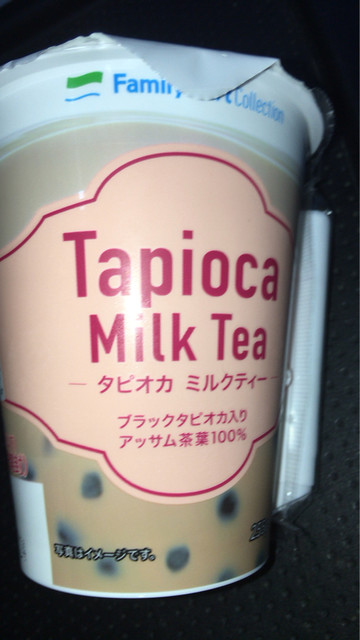 FamilyMart Collection
Tapioca
Milk Tea
タピオカ ミルクティー
ブラックタピオカ入り
アッサム茶葉100%
写真はイメージです。